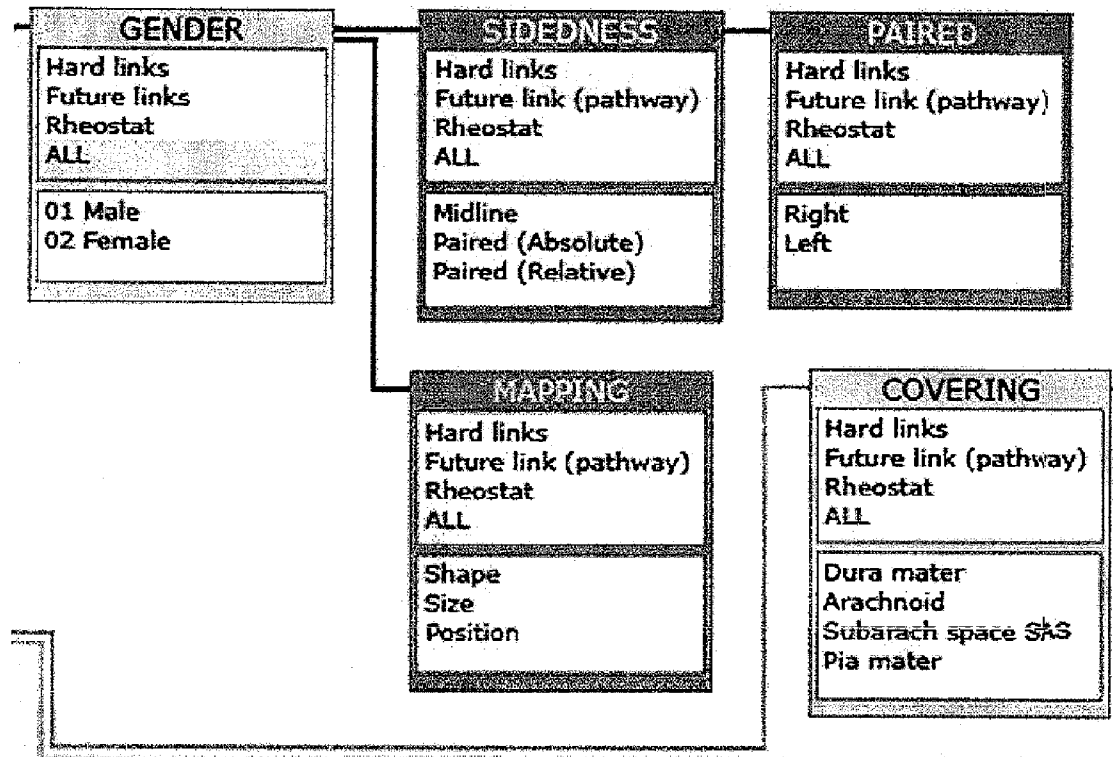 GENDER
Hard links
Future links
Rheostat
ALL
01 Male
02 Female
SIDEDNESS
Hard links
Future link (pathway)
Rheostat
ALL
Midline
Paired (Absolute)
Paired (Relative)
PAIRED
Hard links
Future link (pathway)
Rheostat
ALL
Right
Left
MAPPING
Hard links
Future link (pathway)
Rheostat
ALL
Shape
Size
Position
COVERING
Hard links
Future link (pathway)
Rheostat
ALL
Dura mater
Arachnoid
Subarach space SAS
Pia mater